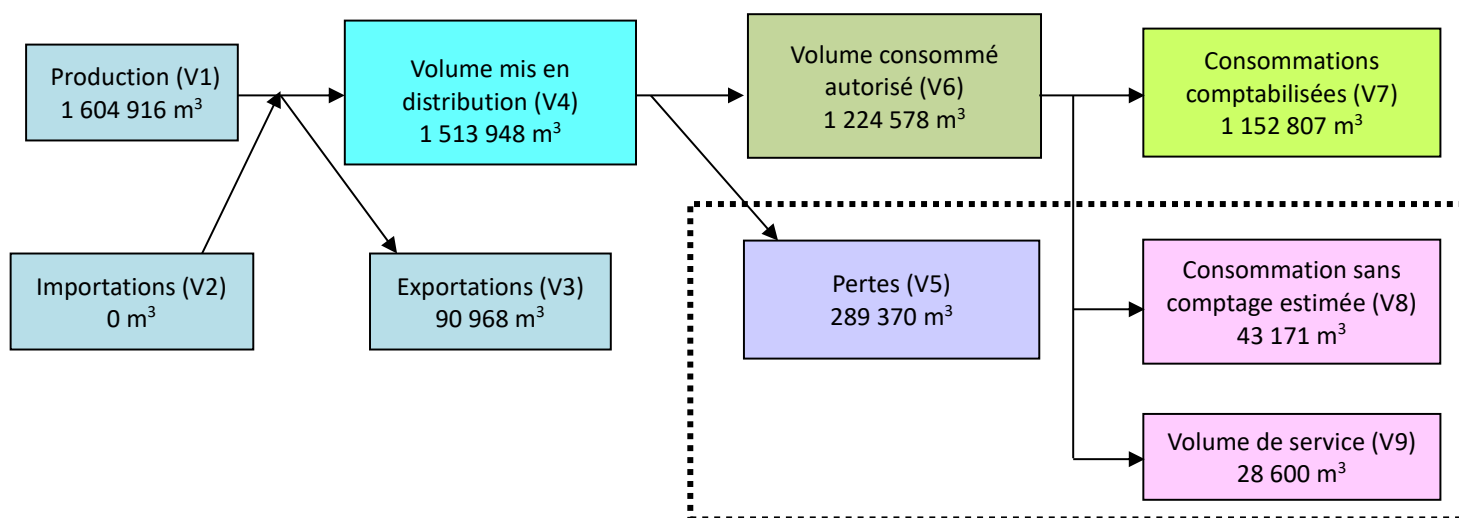 Production (V1)
1 604 916 m³
Volume mis en
distribution (V4)
1 513 948 m³
Volume consommé
autorisé (V6)
1 224 578 m³
Consommations
comptabilisées (V7)
1 152 807 m³
Importations (V2)
0 m³
Exportations (V3)
90 968 m³
Pertes (V5)
289 370 m³
Consommation sans
comptage estimée (V8)
43 171 m³
Volume de service (V9)
28 600 m³